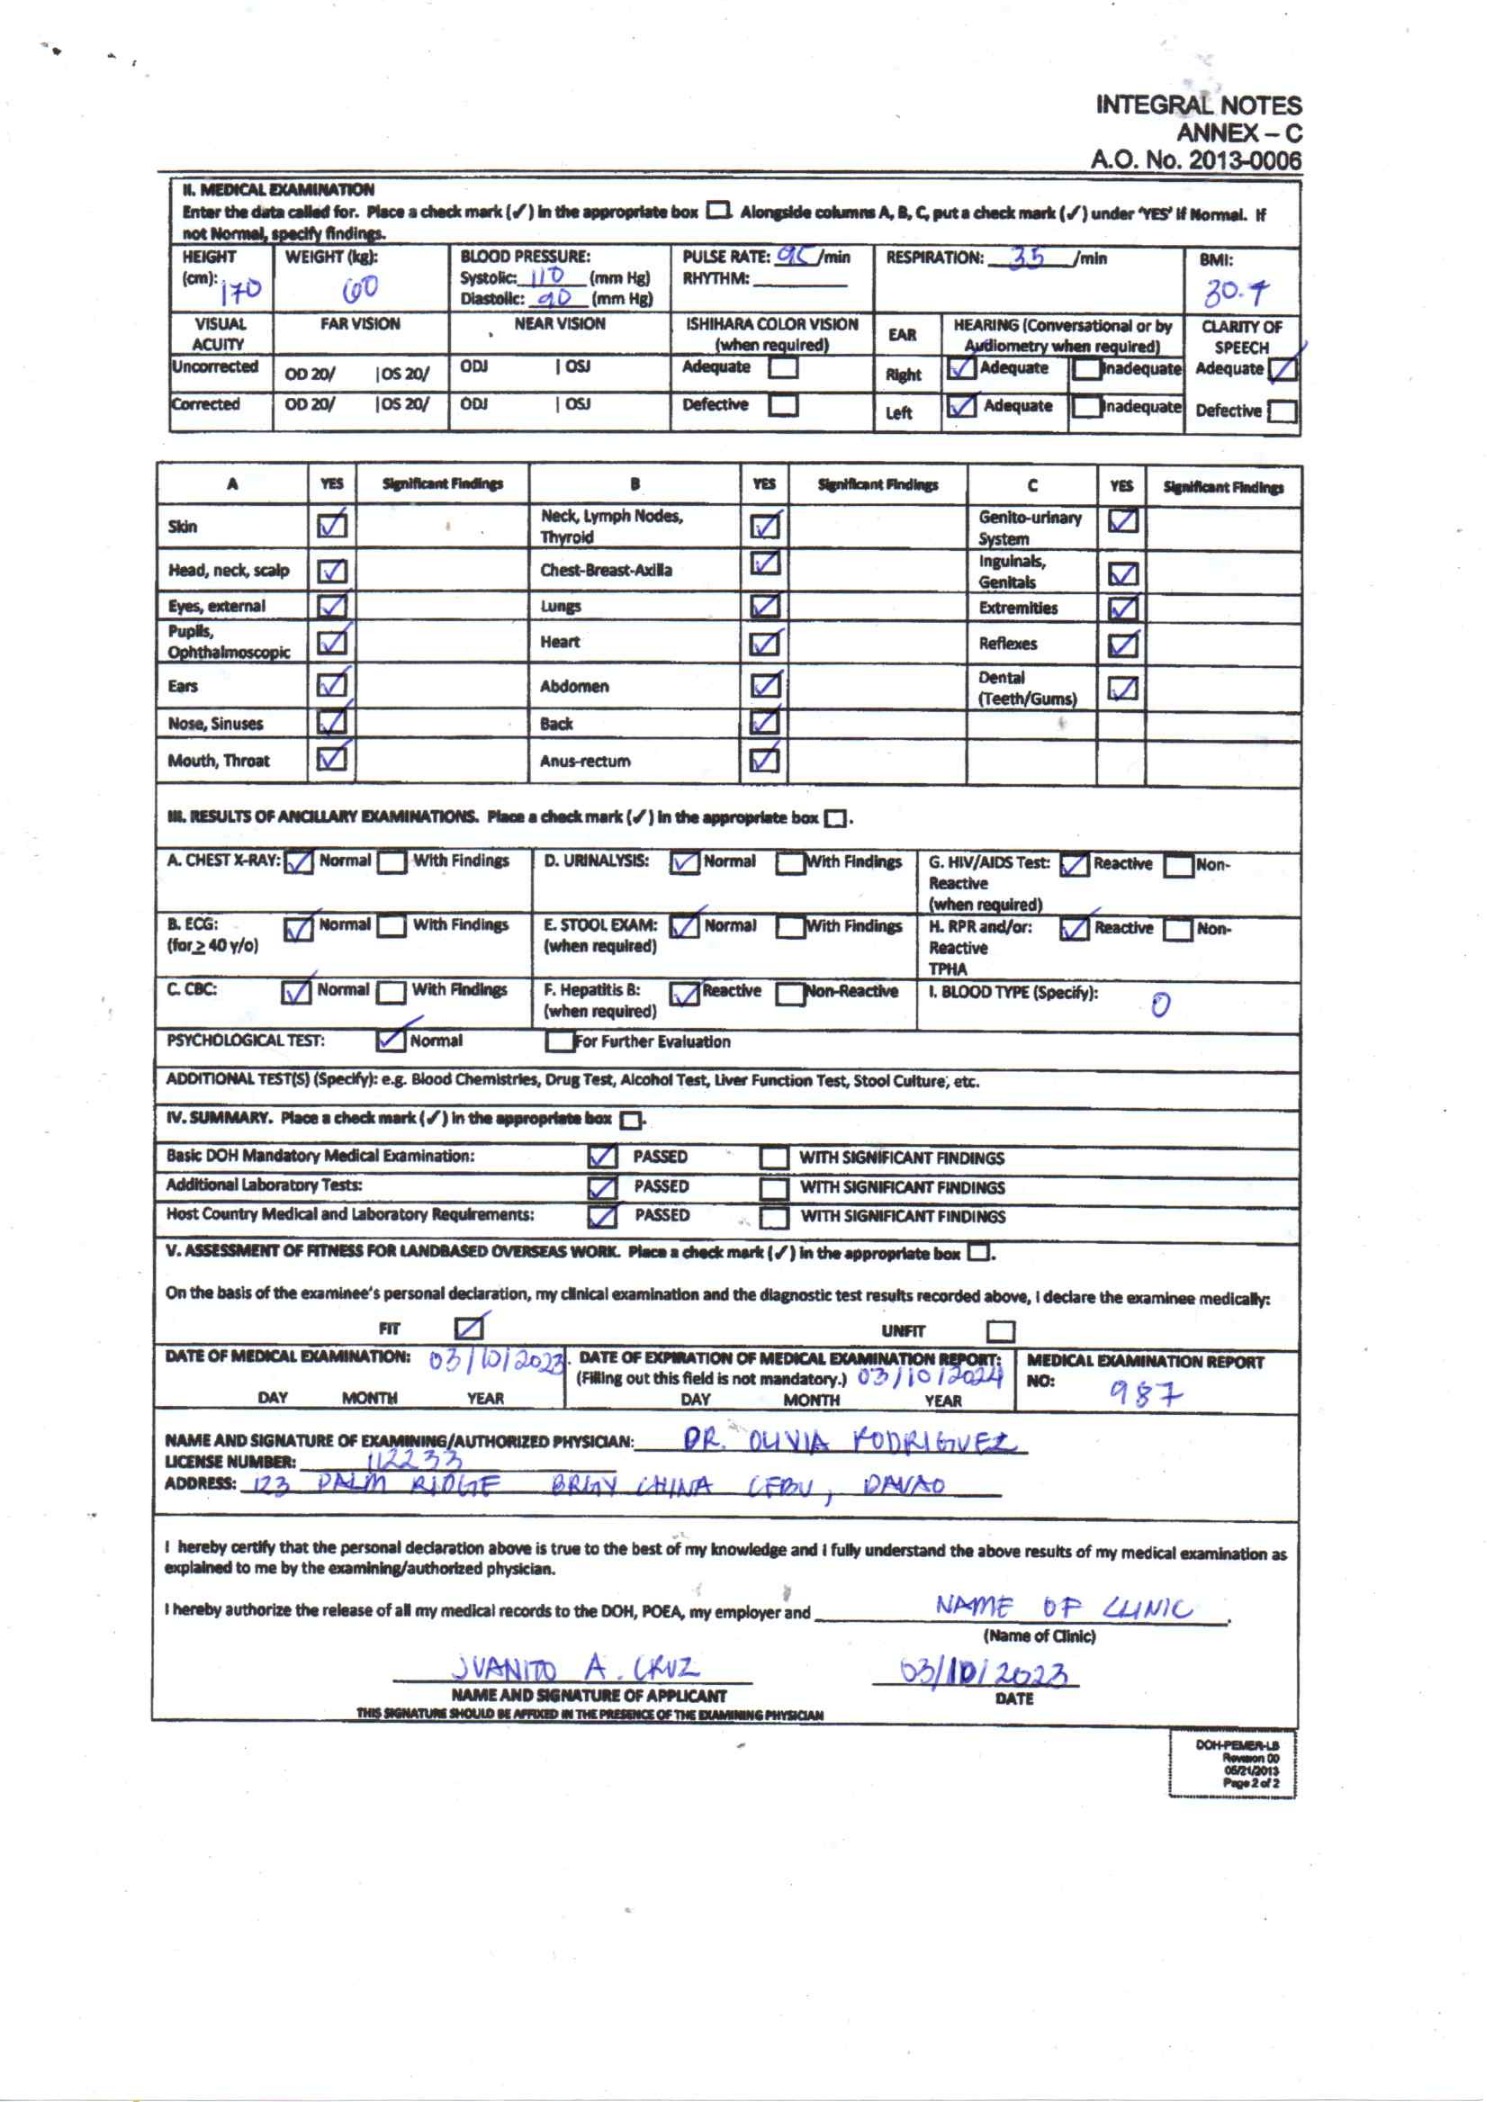 INTEGRAL NOTES
ANNEX – C
A.O. No. 2013-0006
II. MEDICAL EXAMINATION
Enter the data called for. Place a check mark (✓) in the appropriate box ☐. Alongside columns A, B, C, put a check mark (✓) under 'YES' if Normal. If
not Normal, specify findings.
HEIGHT (cm): 170
WEIGHT (kg): 60
BLOOD PRESSURE:
Systolic: 110 (mm Hg)
Diastolic: 90 (mm Hg)
PULSE RATE: 95 /min
RHYTHM:
RESPIRATION: 35 /min
BMI: 30.7
VISUAL ACUITY FAR VISION NEAR VISION ISHIHARA COLOR VISION (when required) EAR HEARING (Conversational or by Audiometry when required) CLARITY OF SPEECH
Uncorrected OD 20/ |OS 20/ ODJ | OSJ Adequate ☐ Right ☑ Adequate ☐ Inadequate Adequate ☑
Corrected OD 20/ |OS 20/ ODJ | OSJ Defective ☐ Left ☑ Adequate ☐ Inadequate Defective ☐
A YES Significant Findings B YES Significant Findings C YES Significant Findings
Skin ☑ Neck, Lymph Nodes, Thyroid ☑ Genito-urinary System ☑
Head, neck, scalp ☑ Chest-Breast-Axilla ☑ Inguinals, Genitals ☑
Eyes, external ☑ Lungs ☑ Extremities ☑
Pupils, Ophthalmoscopic ☑ Heart ☑ Reflexes ☑
Ears ☑ Abdomen ☑ Dental (Teeth/Gums) ☑
Nose, Sinuses ☑ Back ☑
Mouth, Throat ☑ Anus-rectum ☑
III. RESULTS OF ANCILLARY EXAMINATIONS. Place a check mark (✓) in the appropriate box ☐.
A. CHEST X-RAY: ☑ Normal ☐ With Findings D. URINALYSIS: ☑ Normal ☐ With Findings G. HIV/AIDS Test: ☑ Reactive ☐ Non-
Reactive
(when required)
B. ECG: ☑ Normal ☐ With Findings E. STOOL EXAM: ☑ Normal ☐ With Findings H. RPR and/or: ☑ Reactive ☐ Non-
(for ≥ 40 y/o) (when required) Reactive
TPHA
C. CBC: ☑ Normal ☐ With Findings F. Hepatitis B: ☑ Reactive ☐ Non-Reactive I. BLOOD TYPE (Specify): O
(when required)
PSYCHOLOGICAL TEST: ☑ Normal ☐ For Further Evaluation
ADDITIONAL TEST(S) (Specify): e.g. Blood Chemistries, Drug Test, Alcohol Test, Liver Function Test, Stool Culture, etc.
IV. SUMMARY. Place a check mark (✓) in the appropriate box ☐.
Basic DOH Mandatory Medical Examination: ☑ PASSED ☐ WITH SIGNIFICANT FINDINGS
Additional Laboratory Tests: ☑ PASSED ☐ WITH SIGNIFICANT FINDINGS
Host Country Medical and Laboratory Requirements: ☑ PASSED ☐ WITH SIGNIFICANT FINDINGS
V. ASSESSMENT OF FITNESS FOR LANDBASED OVERSEAS WORK. Place a check mark (✓) in the appropriate box ☐.
On the basis of the examinee's personal declaration, my clinical examination and the diagnostic test results recorded above, I declare the examinee medically:
FIT ☑ UNFIT ☐
DATE OF MEDICAL EXAMINATION: 03/10/2023.
DAY MONTH YEAR
DATE OF EXPIRATION OF MEDICAL EXAMINATION REPORT:
(Filling out this field is not mandatory.) 03/10/2024
DAY MONTH YEAR
MEDICAL EXAMINATION REPORT
NO: 987
NAME AND SIGNATURE OF EXAMINING/AUTHORIZED PHYSICIAN: DR. OLIVIA RODRIGUEZ
LICENSE NUMBER: 112233
ADDRESS: 123 PALM RIDGE BRGY CHINA CEBU, DAVAO
I hereby certify that the personal declaration above is true to the best of my knowledge and I fully understand the above results of my medical examination as
explained to me by the examining/authorized physician.
I hereby authorize the release of all my medical records to the DOH, POEA, my employer and NAME OF CLINIC.
(Name of Clinic)
JUANITO A. CRUZ 03/10/2023
NAME AND SIGNATURE OF APPLICANT DATE
THIS SIGNATURE SHOULD BE AFFIXED IN THE PRESENCE OF THE EXAMINING PHYSICIAN
DOH-PEMER-LB
Revision 00
05/21/2013
Page 2 of 2